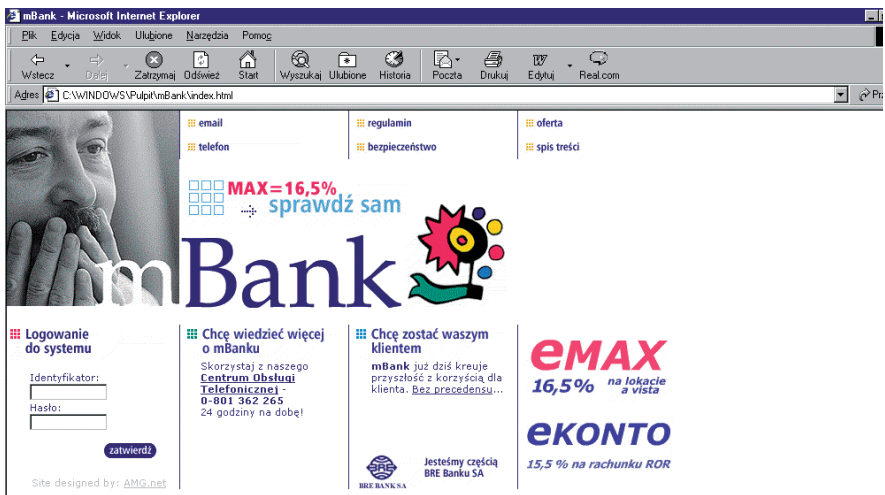 mBank - Microsoft Internet Explorer
Plik Edycja Widok Ulubione Narzędzia Pomoc
Wstecz Dalej Zatrzymaj Odśwież Start Wyszukaj Ulubione Historia Poczta Drukuj Edytuj Real.com
Adres C:\WINDOWS\Pulpit\mBank\index.html
email regulamin oferta
telefon bezpieczeństwo spis treści
MAX=16,5%
sprawdź sam
mBank
Logowanie
do systemu
Identyfikator:
Hasło:
zatwierdź
Site designed by: AMG.net
Chcę wiedzieć więcej
o mBanku
Skorzystaj z naszego
Centrum Obsługi
Telefonicznej -
0-801 362 265
24 godziny na dobę!
Chcę zostać waszym
klientem
mBank już dziś kreuje
przyszłość z korzyścią dla
klienta. Bez precedensu...
BRE BANK SA
Jesteśmy częścią
BRE Banku SA
eMAX
16,5% na lokacie
a vista
eKONTO
15,5 % na rachunku ROR